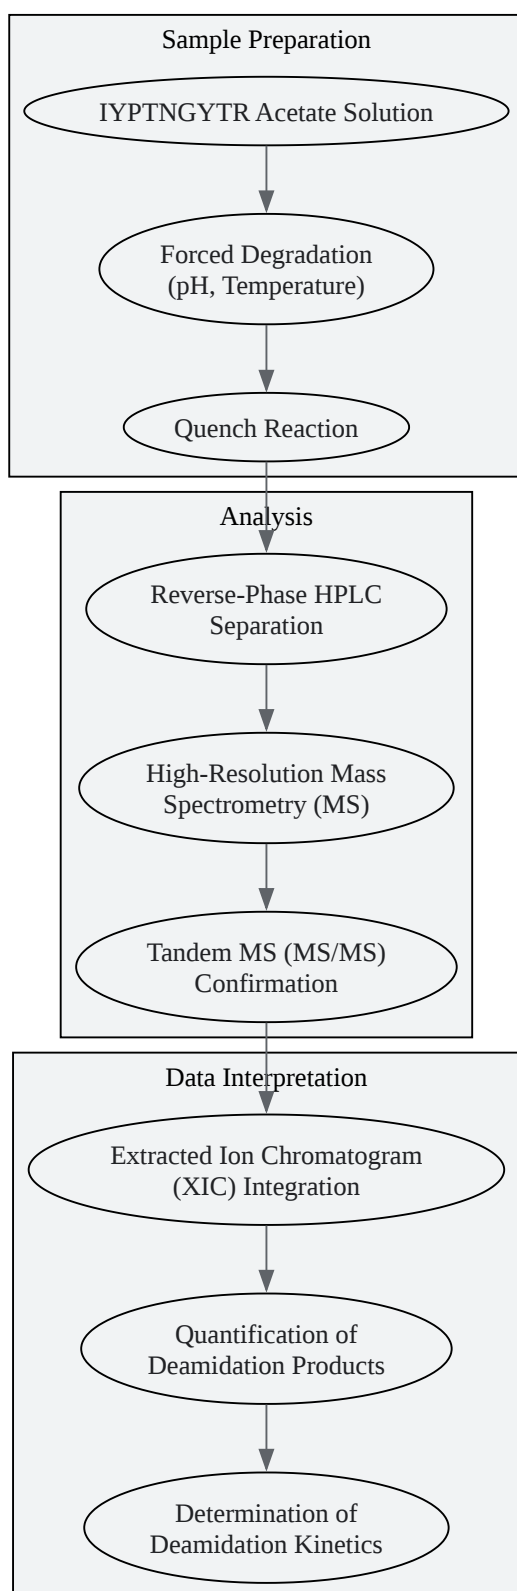 Sample Preparation
IYPTNGYTR Acetate Solution
Forced Degradation
(pH, Temperature)
Quench Reaction
Analysis
Reverse-Phase HPLC
Separation
High-Resolution Mass
Spectrometry (MS)
Tandem MS (MS/MS)
Confirmation
Data Interpretation
Extracted Ion Chromatogram
(XIC) Integration
Quantification of
Deamidation Products
Determination of
Deamidation Kinetics